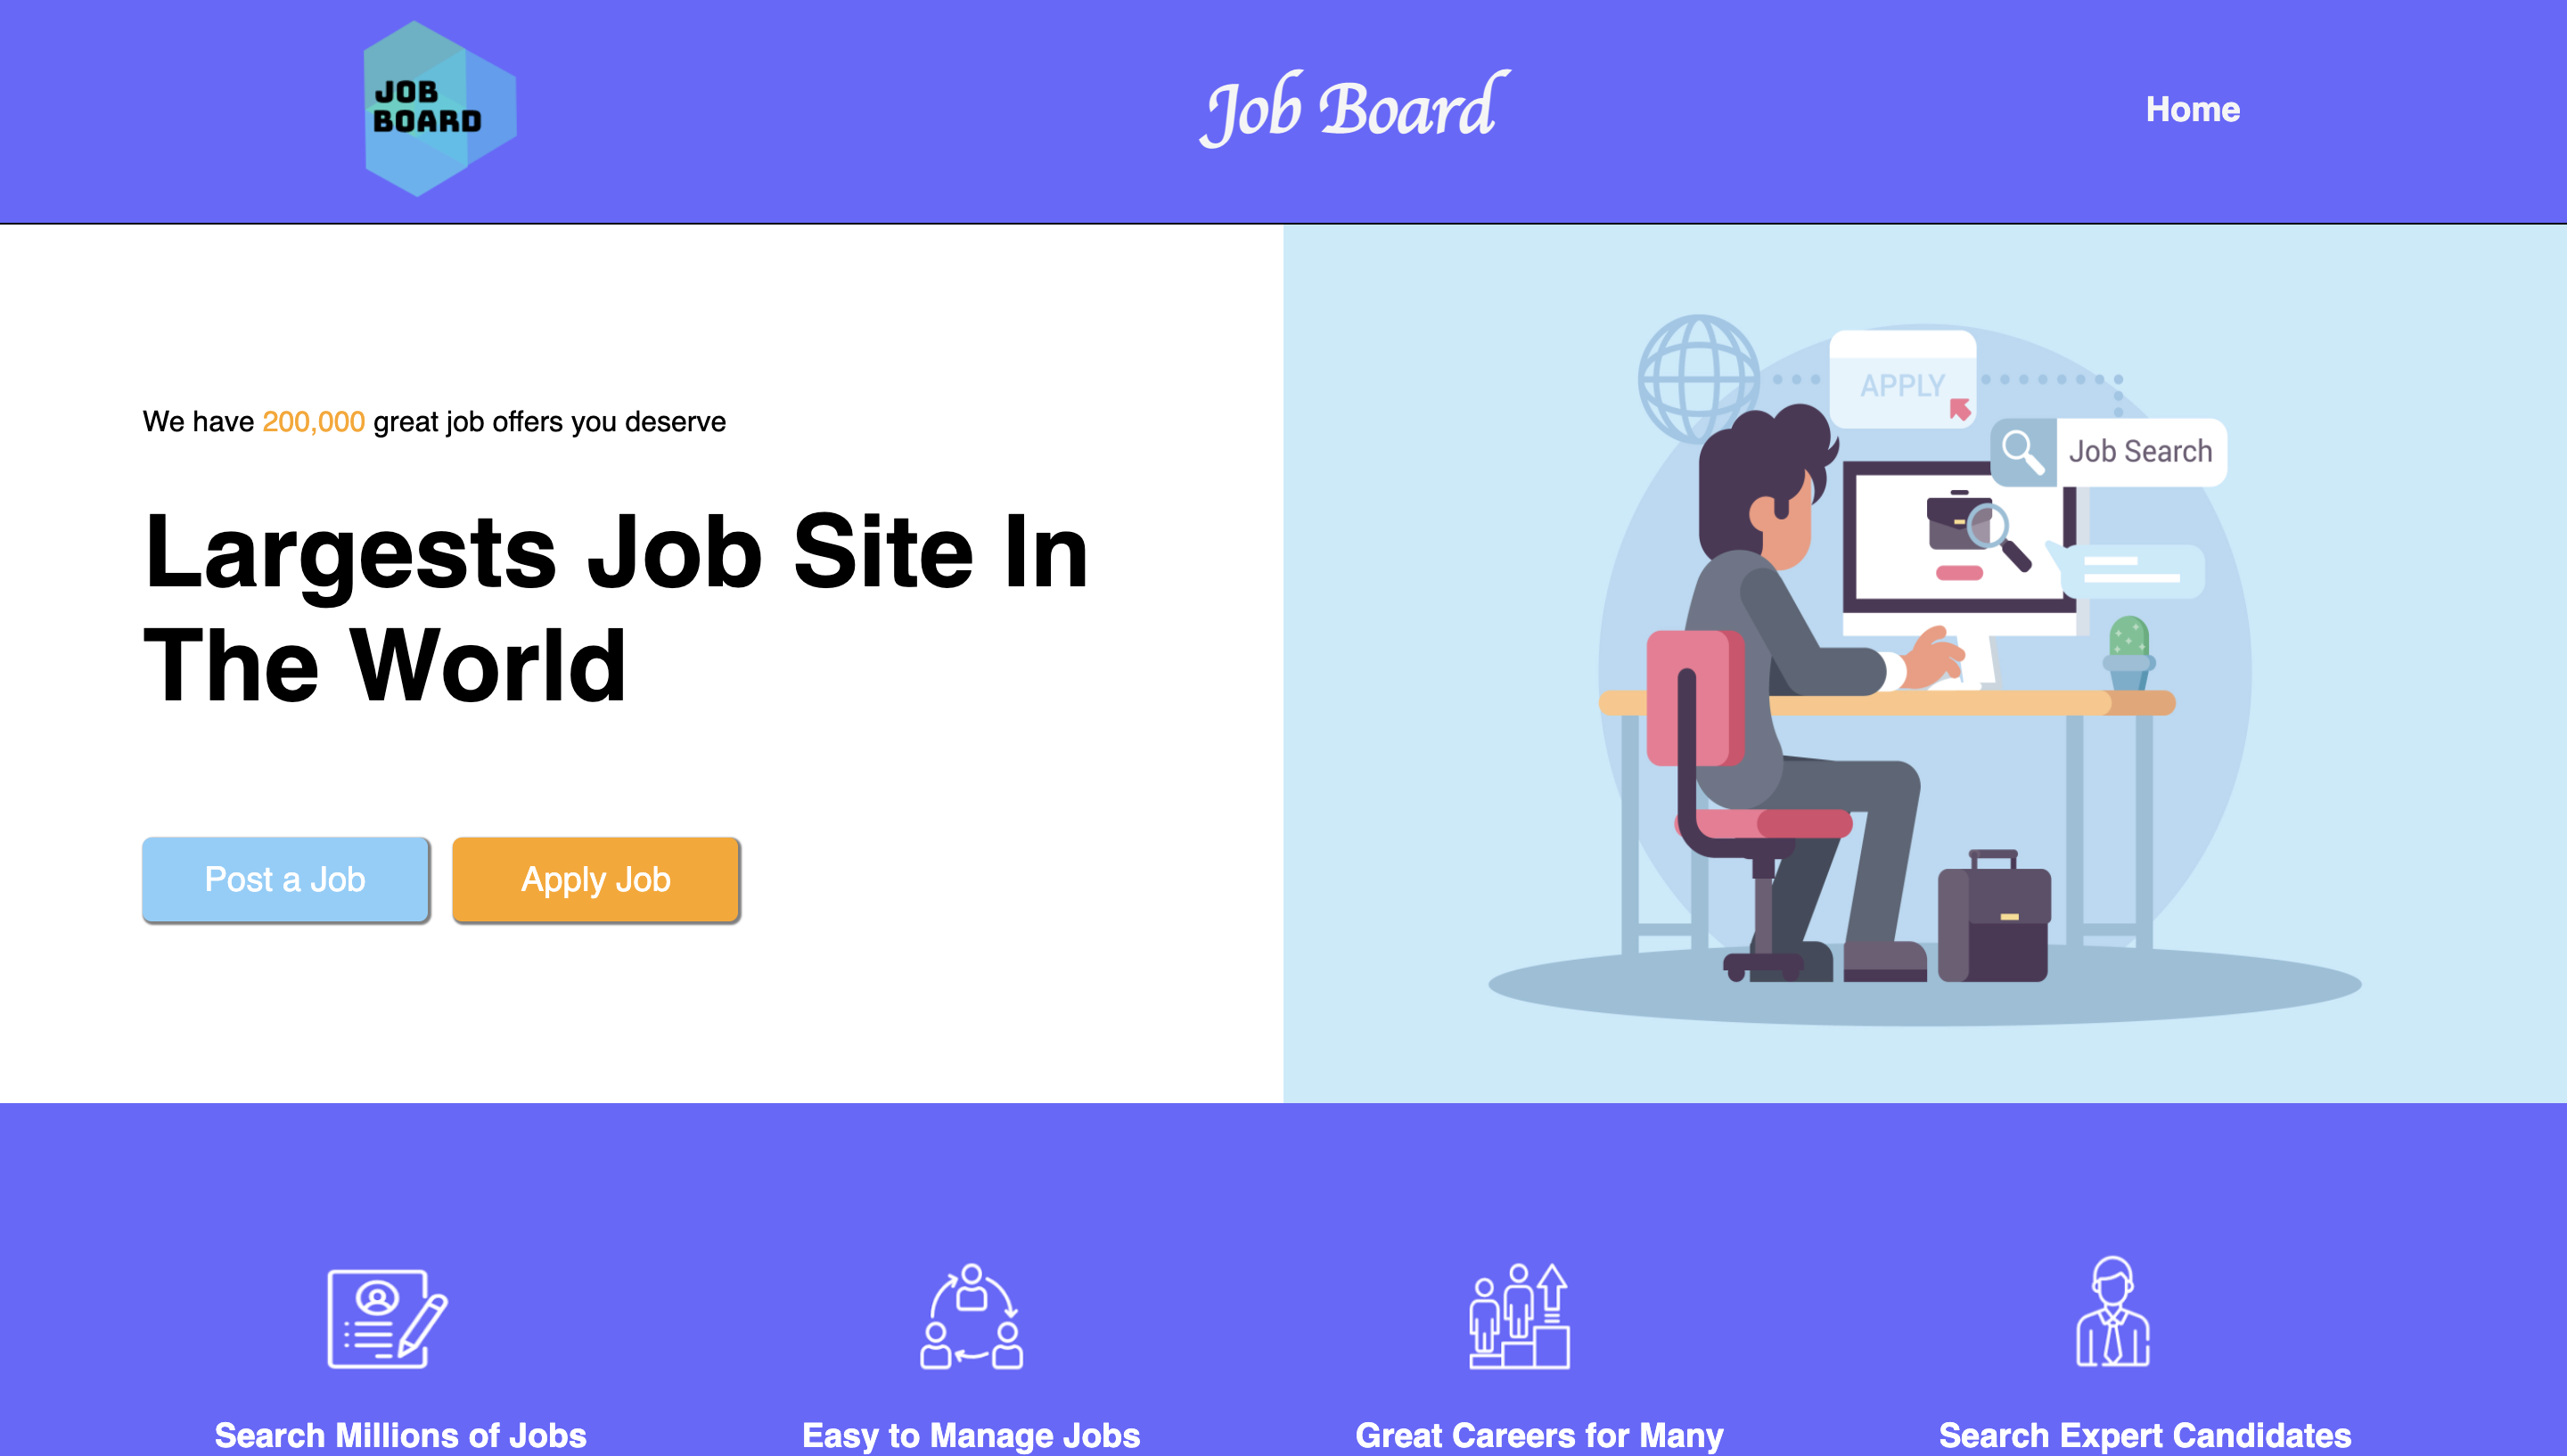 JOB
BOARD
Job Board
Home
We have 200,000 great job offers you deserve
Largests Job Site In
The World
Post a Job
Apply Job
APPLY
Job Search
Search Millions of Jobs
Easy to Manage Jobs
Great Careers for Many
Search Expert Candidates